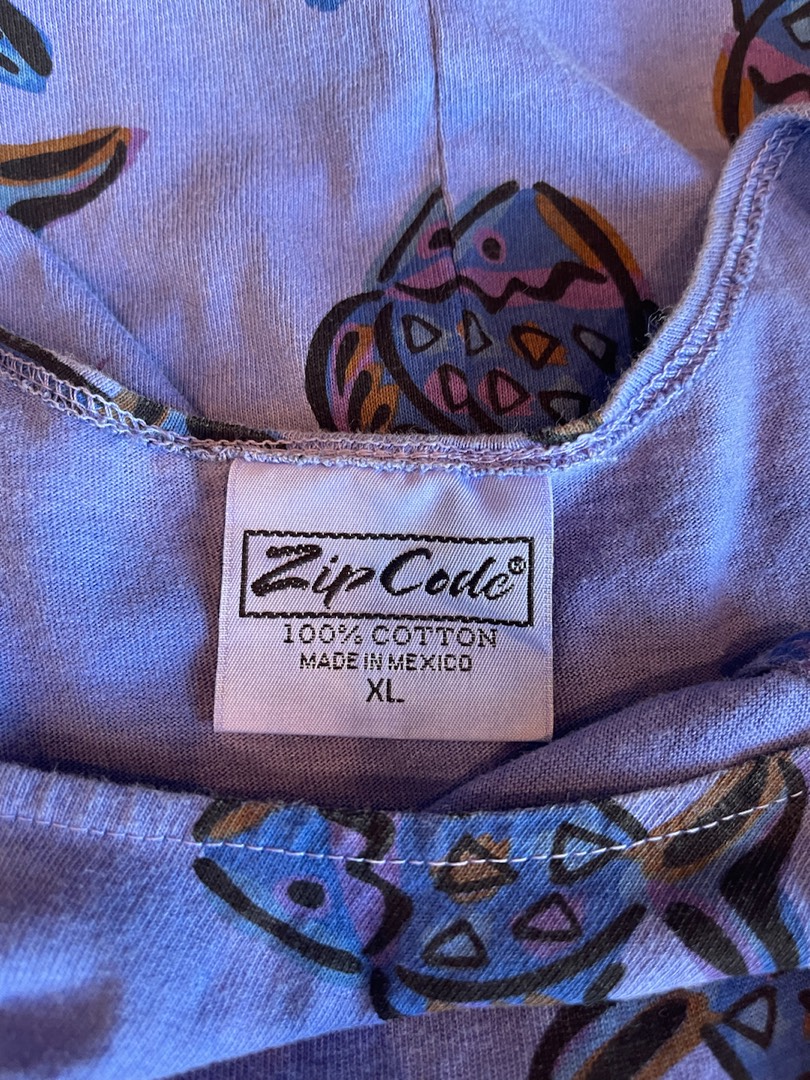 Zip Code®
100% COTTON
MADE IN MEXICO
XL.